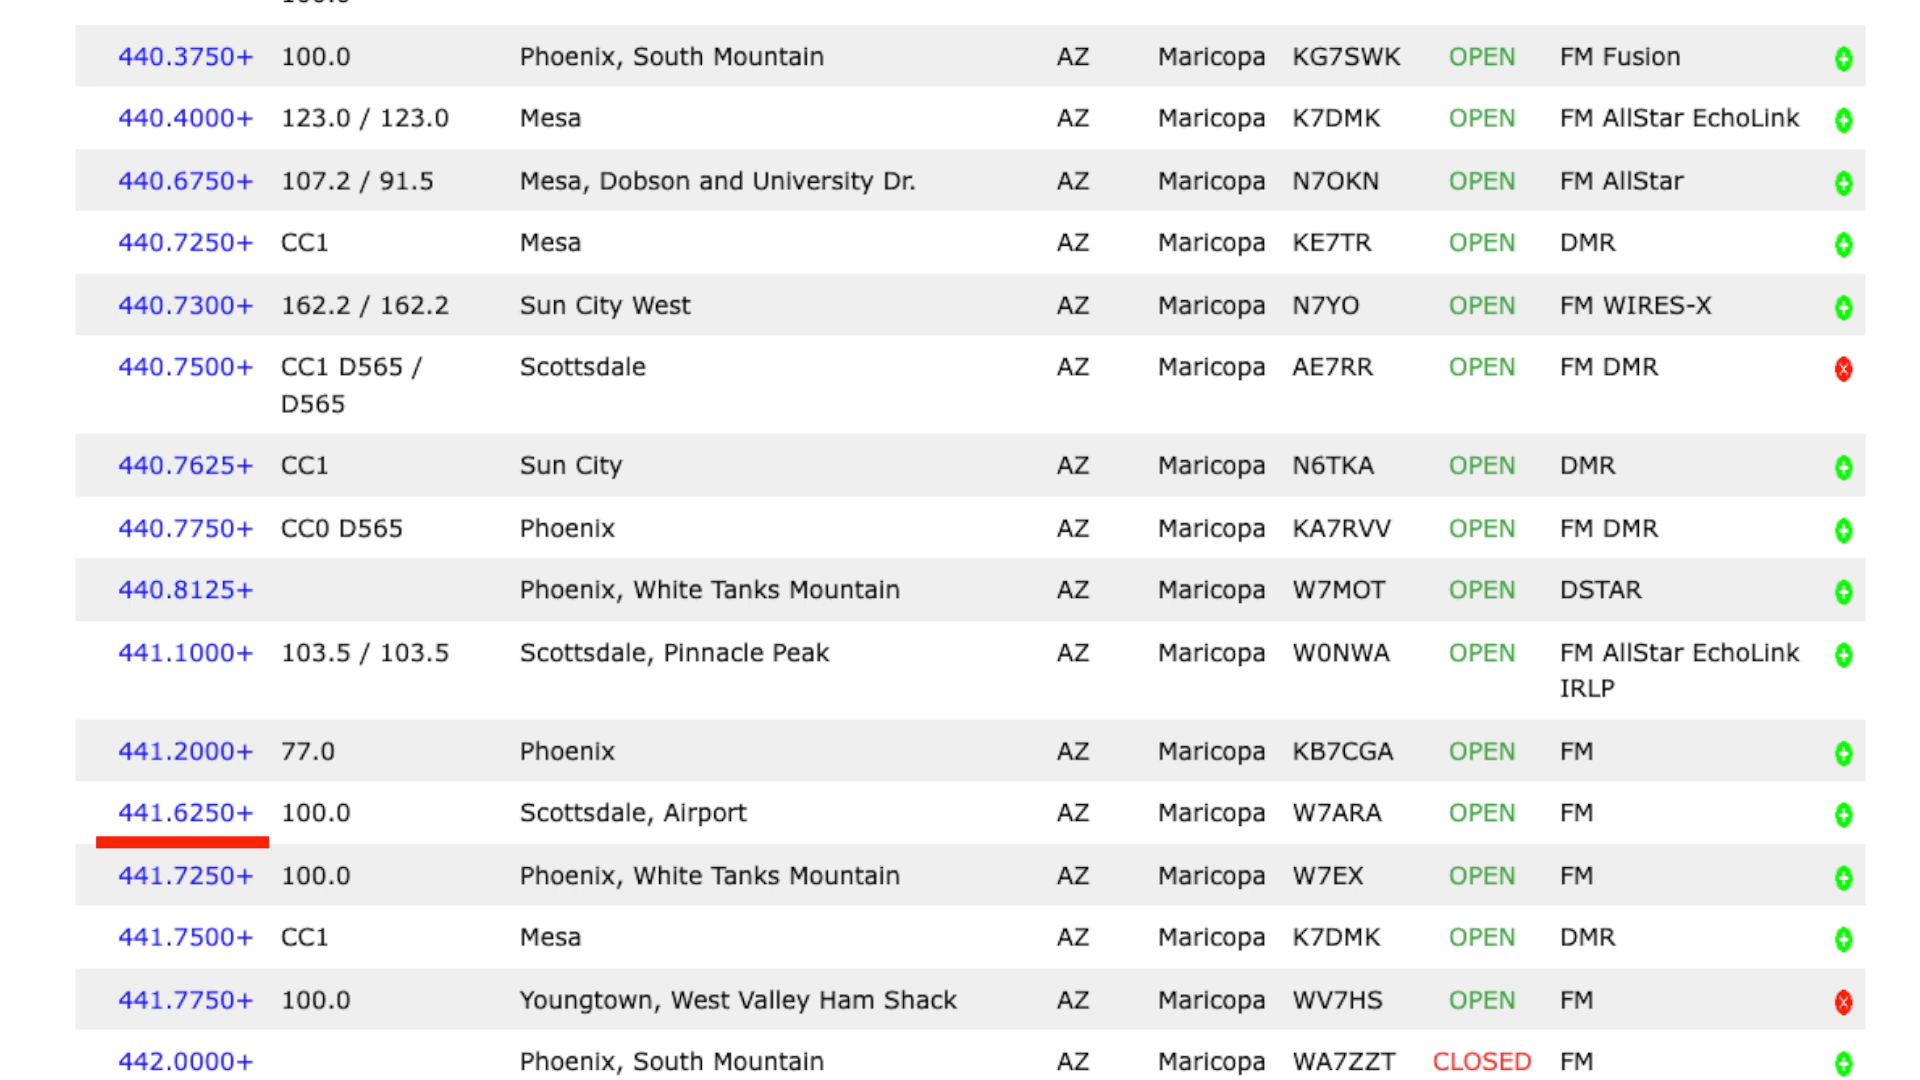 440.3750+ 100.0 Phoenix, South Mountain AZ Maricopa KG7SWK OPEN FM Fusion
440.4000+ 123.0 / 123.0 Mesa AZ Maricopa K7DMK OPEN FM AllStar EchoLink
440.6750+ 107.2 / 91.5 Mesa, Dobson and University Dr. AZ Maricopa N7OKN OPEN FM AllStar
440.7250+ CC1 Mesa AZ Maricopa KE7TR OPEN DMR
440.7300+ 162.2 / 162.2 Sun City West AZ Maricopa N7YO OPEN FM WIRES-X
440.7500+ CC1 D565 / Scottsdale AZ Maricopa AE7RR OPEN FM DMR
D565
440.7625+ CC1 Sun City AZ Maricopa N6TKA OPEN DMR
440.7750+ CC0 D565 Phoenix AZ Maricopa KA7RVV OPEN FM DMR
440.8125+ Phoenix, White Tanks Mountain AZ Maricopa W7MOT OPEN DSTAR
441.1000+ 103.5 / 103.5 Scottsdale, Pinnacle Peak AZ Maricopa W0NWA OPEN FM AllStar EchoLink
IRLP
441.2000+ 77.0 Phoenix AZ Maricopa KB7CGA OPEN FM
441.6250+ 100.0 Scottsdale, Airport AZ Maricopa W7ARA OPEN FM
441.7250+ 100.0 Phoenix, White Tanks Mountain AZ Maricopa W7EX OPEN FM
441.7500+ CC1 Mesa AZ Maricopa K7DMK OPEN DMR
441.7750+ 100.0 Youngtown, West Valley Ham Shack AZ Maricopa WV7HS OPEN FM
442.0000+ Phoenix, South Mountain AZ Maricopa WA7ZZT CLOSED FM